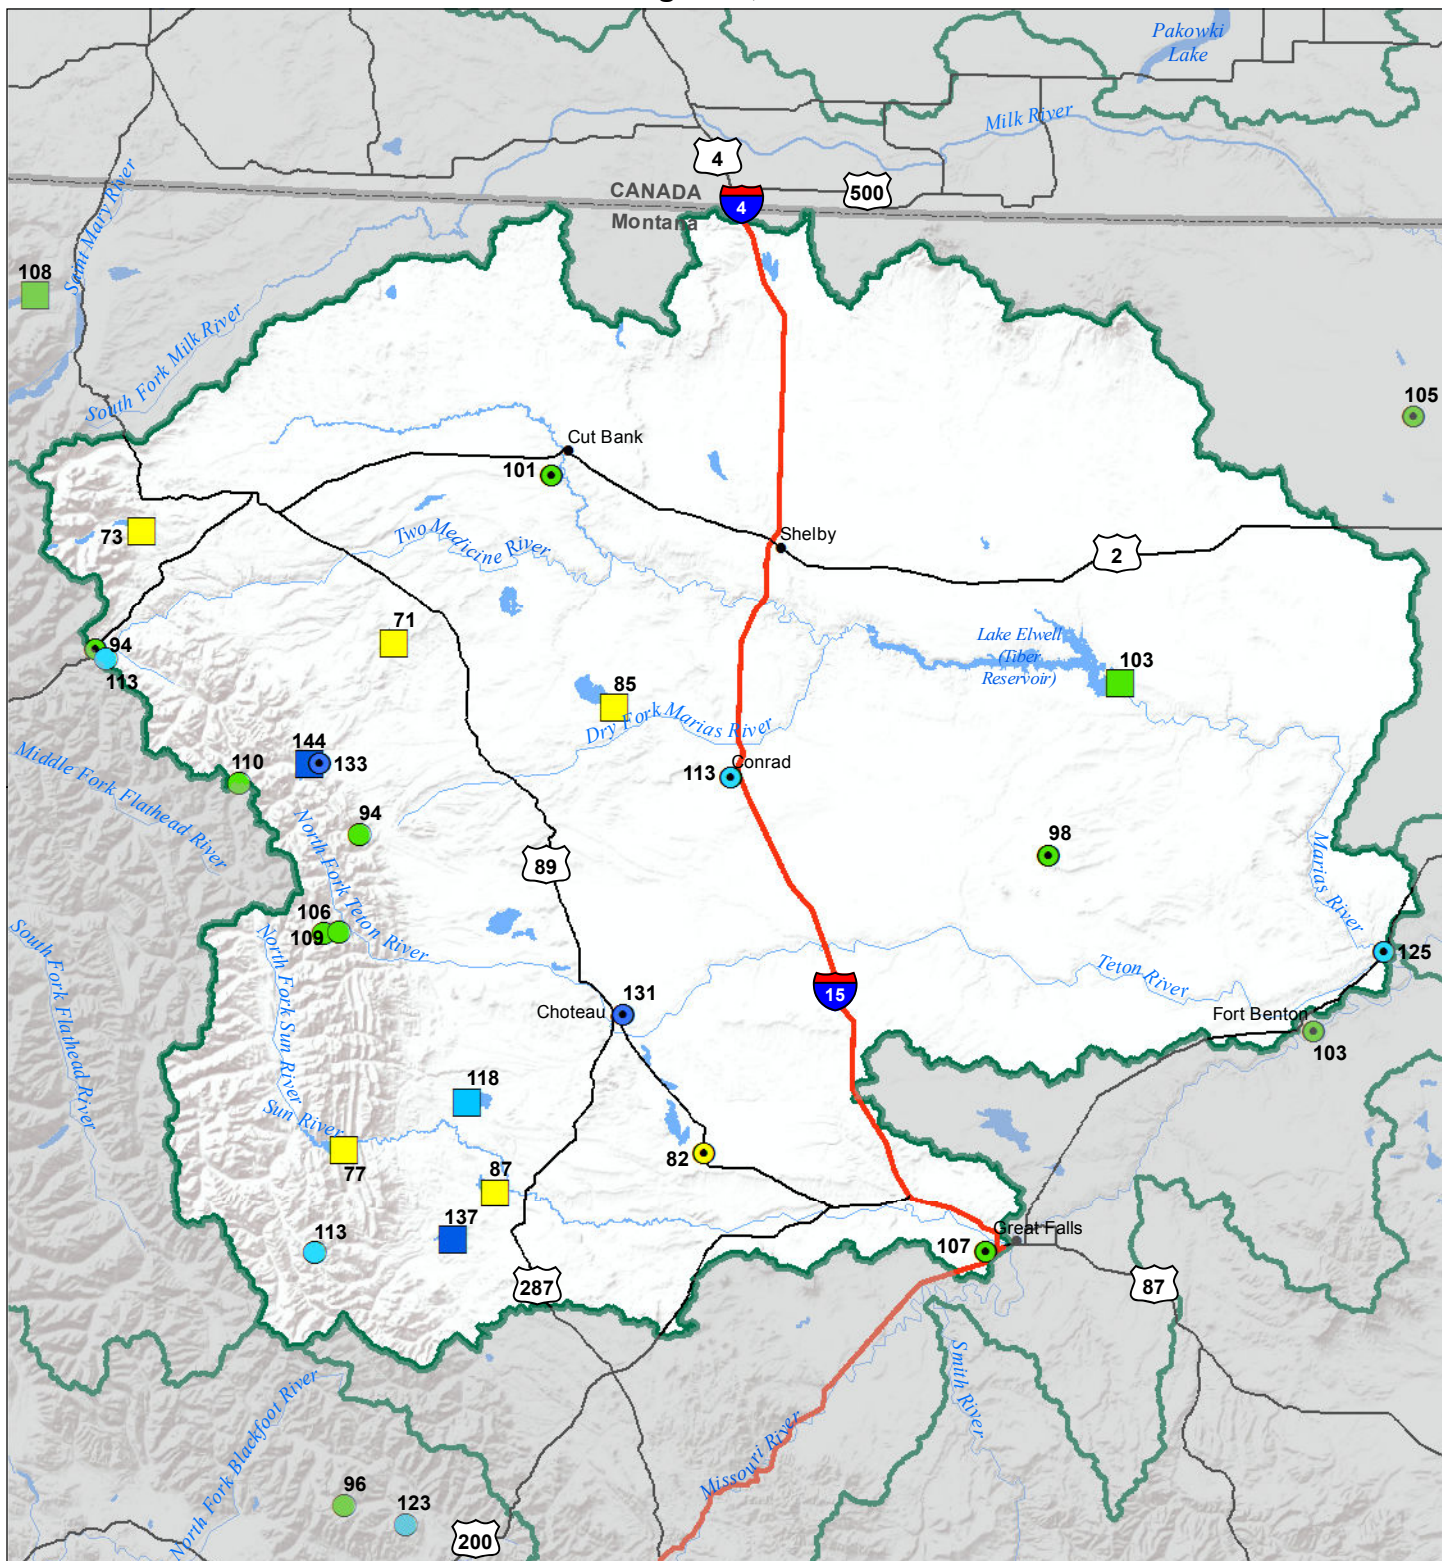 Pakowki
Lake
Milk River
4
CANADA
500
4
Montana
Saint Mary River
108
South Fork Milk River
105
Cut Bank
101
73
Two Medicine River
Shelby
2
71
Lake Elwell
(Tiber
Reservoir)
94
113
103
85
Dry Fork Marias River
144
133
110
Middle Fork Flathead River
Conrad
113
94
98
89
North Fork Teton River
Marias River
106
109
North Fork Sun River
South Fork Flathead River
125
Teton River
15
131
Choteau
Fort Benton
103
118
Sun River
77
87
82
137
113
Great Falls
107
287
87
Smith River
Missouri River
North Fork Blackfoot River
96
123
200